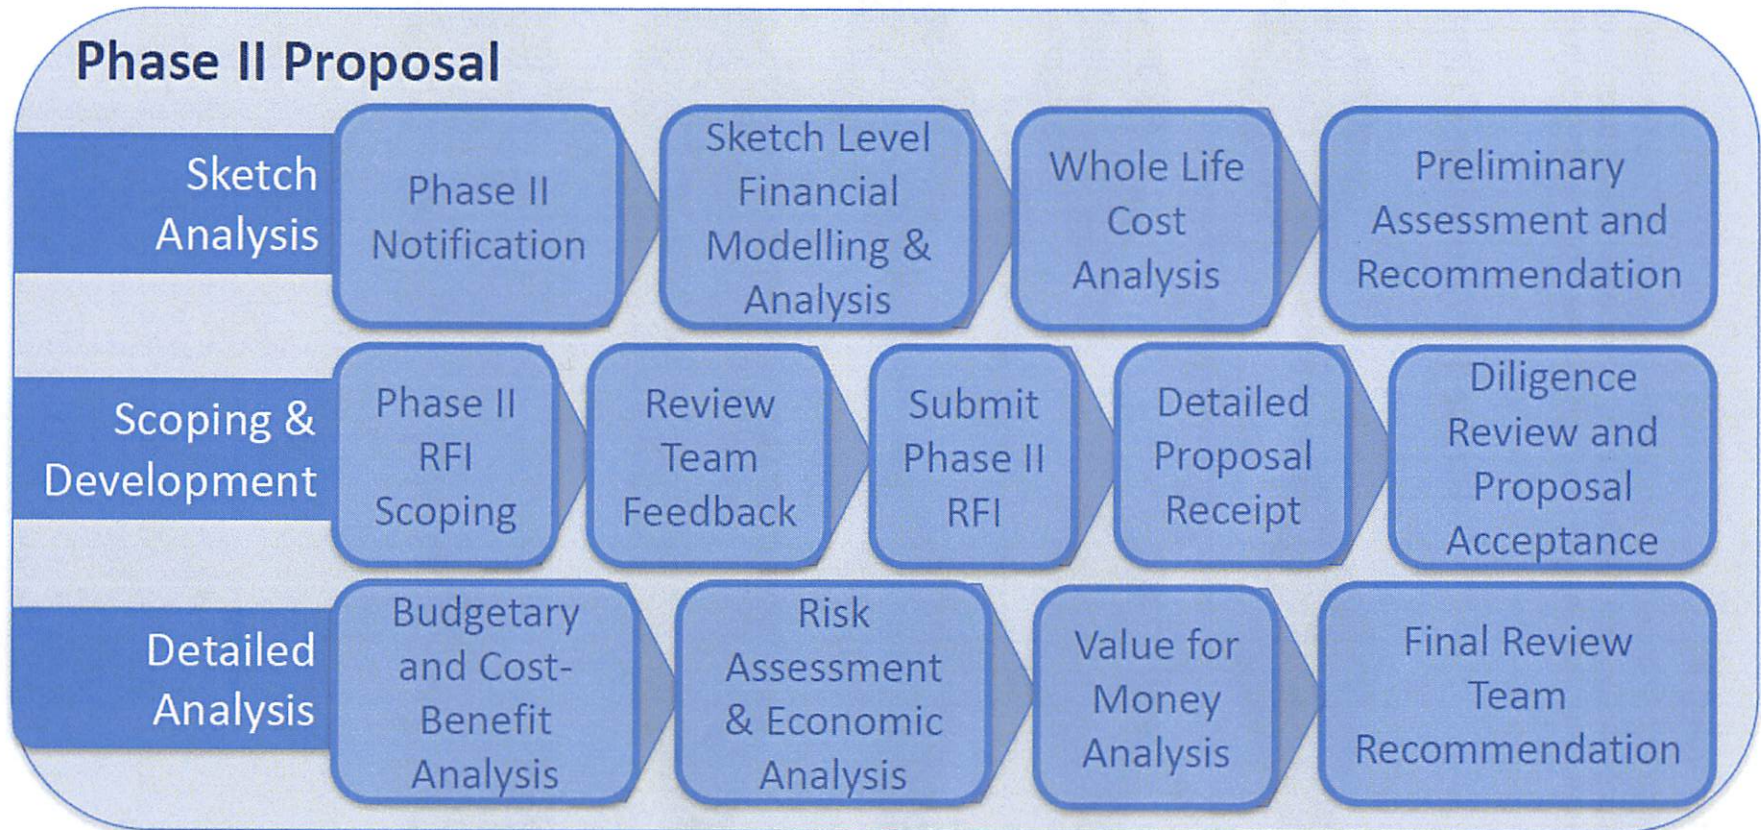 Phase II Proposal
Sketch
Analysis
Phase II
Notification
Sketch Level
Financial
Modelling &
Analysis
Whole Life
Cost
Analysis
Preliminary
Assessment and
Recommendation
Scoping &
Development
Phase II
RFI
Scoping
Review
Team
Feedback
Submit
Phase II
RFI
Detailed
Proposal
Receipt
Diligence
Review and
Proposal
Acceptance
Detailed
Analysis
Budgetary
and Cost-
Benefit
Analysis
Risk
Assessment
& Economic
Analysis
Value for
Money
Analysis
Final Review
Team
Recommendation